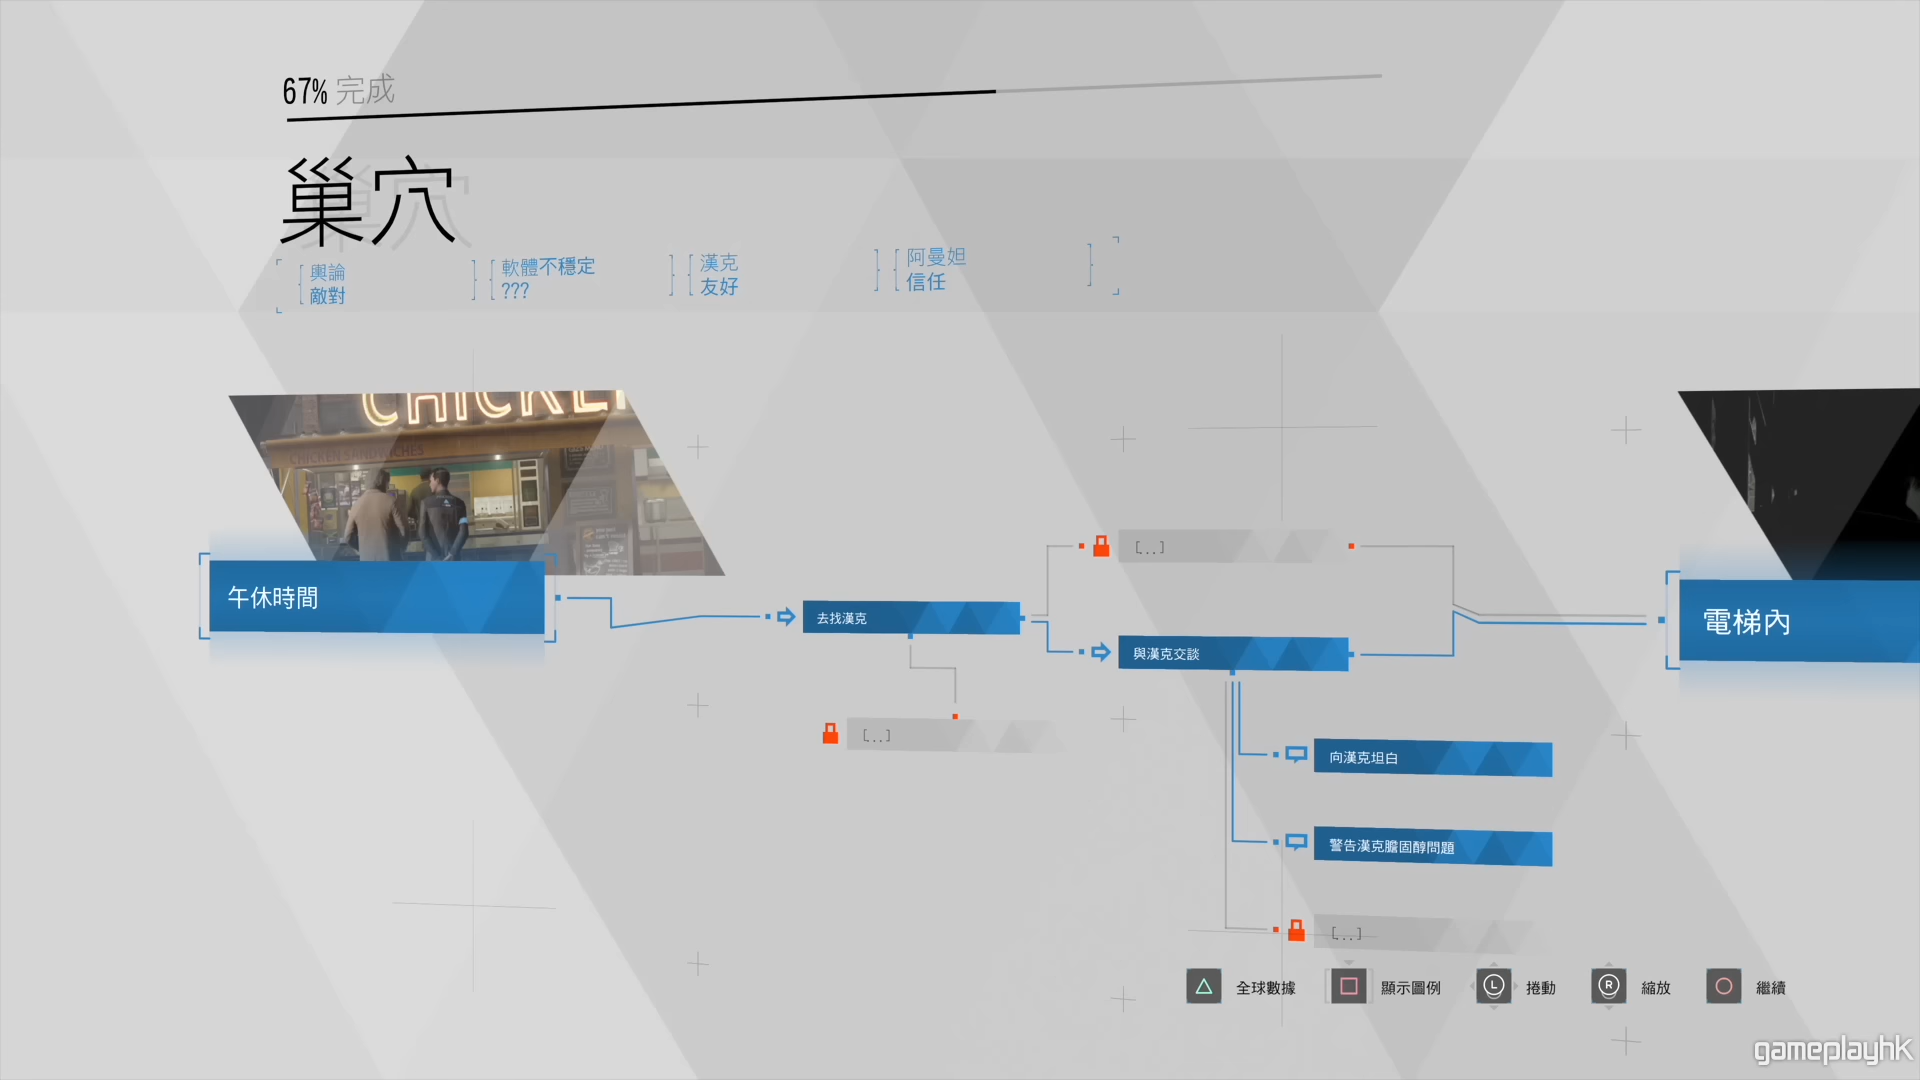 67% 完成
巢穴
輿論
敵對
軟體不穩定
???
漢克
友好
阿曼妲
信任
CHICKEN
CHICKEN SANDWICHES
午休時間
去找漢克
[...]
[...]
與漢克交談
向漢克坦白
警告漢克膽固醇問題
[...]
電梯內
全球數據
顯示圖例
L 捲動
R 縮放
繼續
gameplayhk